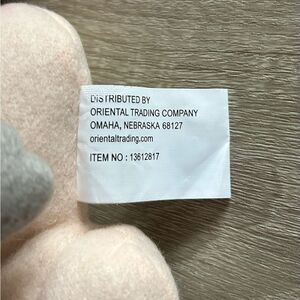 DISTRIBUTED BY
ORIENTAL TRADING COMPANY
OMAHA, NEBRASKA 68127
orientaltrading.com
ITEM NO : 13612817